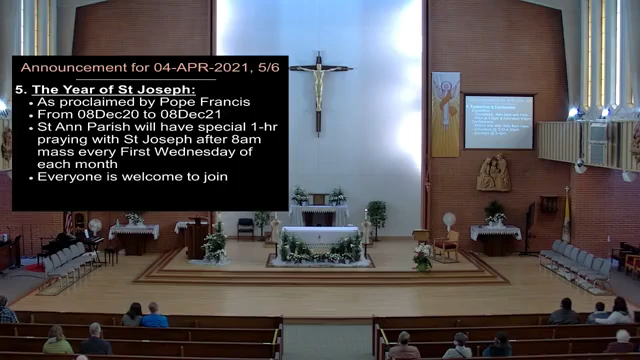 Announcement for 04-APR-2021, 5/6
5. The Year of St Joseph:
• As proclaimed by Pope Francis
• From 08Dec20 to 08Dec21
• St Ann Parish will have special 1-hr
praying with St Joseph after 8am
mass every First Wednesday of
each month
• Everyone is welcome to join